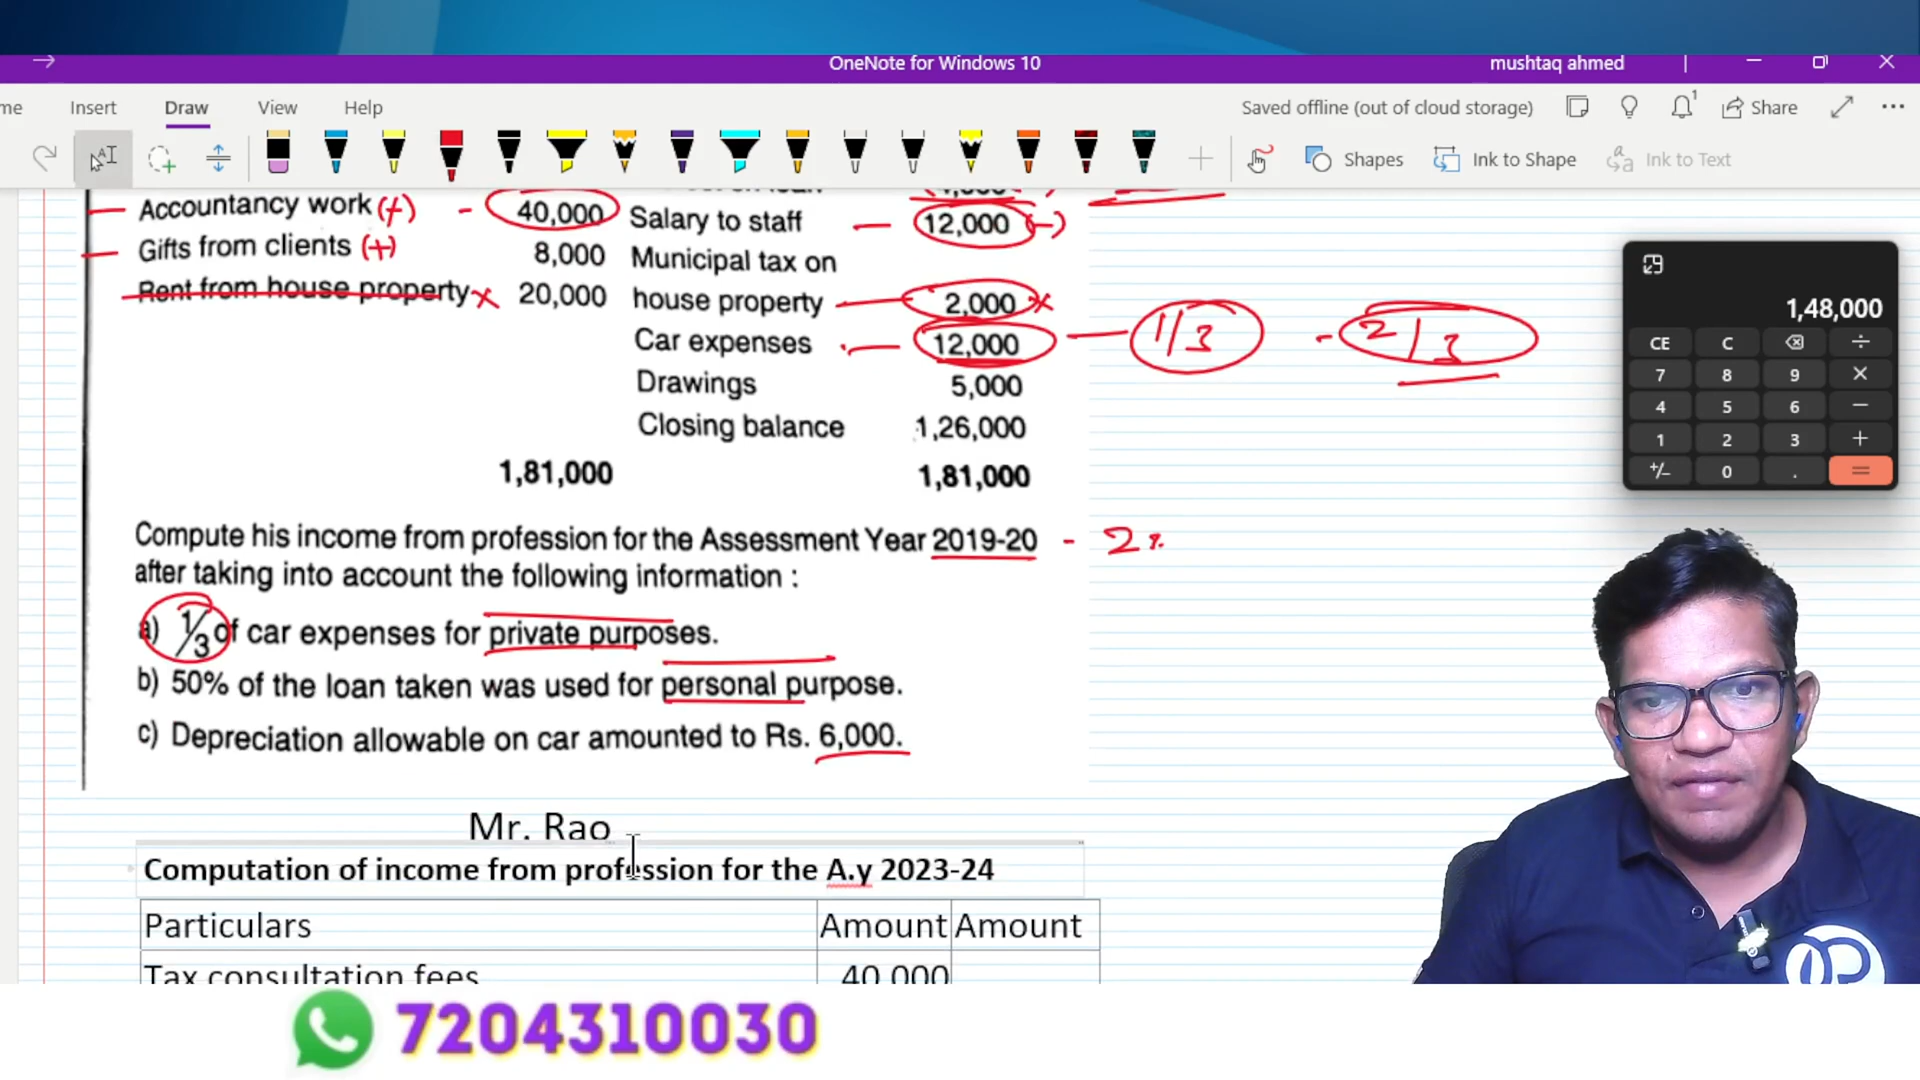 OneNote for Windows 10
mushtaq ahmed
me Insert Draw View Help
Saved offline (out of cloud storage)
1
Share
Shapes
Ink to Shape
Ink to Text
Accountancy work (+) - 40,000 Salary to staff - 12,000 (-)
Gifts from clients (+) 8,000 Municipal tax on
Rent from house property x 20,000 house property 2,000 x
Car expenses 12,000 1/3 - 2/3
Drawings 5,000
Closing balance 1,26,000
1,81,000 1,81,000
1,48,000
CE C ÷
7 8 9 ×
4 5 6 −
1 2 3 +
+/− 0 . =
Compute his income from profession for the Assessment Year 2019-20 - 2
after taking into account the following information :
a) 1/3 of car expenses for private purposes.
b) 50% of the loan taken was used for personal purpose.
c) Depreciation allowable on car amounted to Rs. 6,000.
Mr. Rao
Computation of income from profession for the A.y 2023-24
Particulars Amount Amount
Tax consultation fees 40,000
7204310030